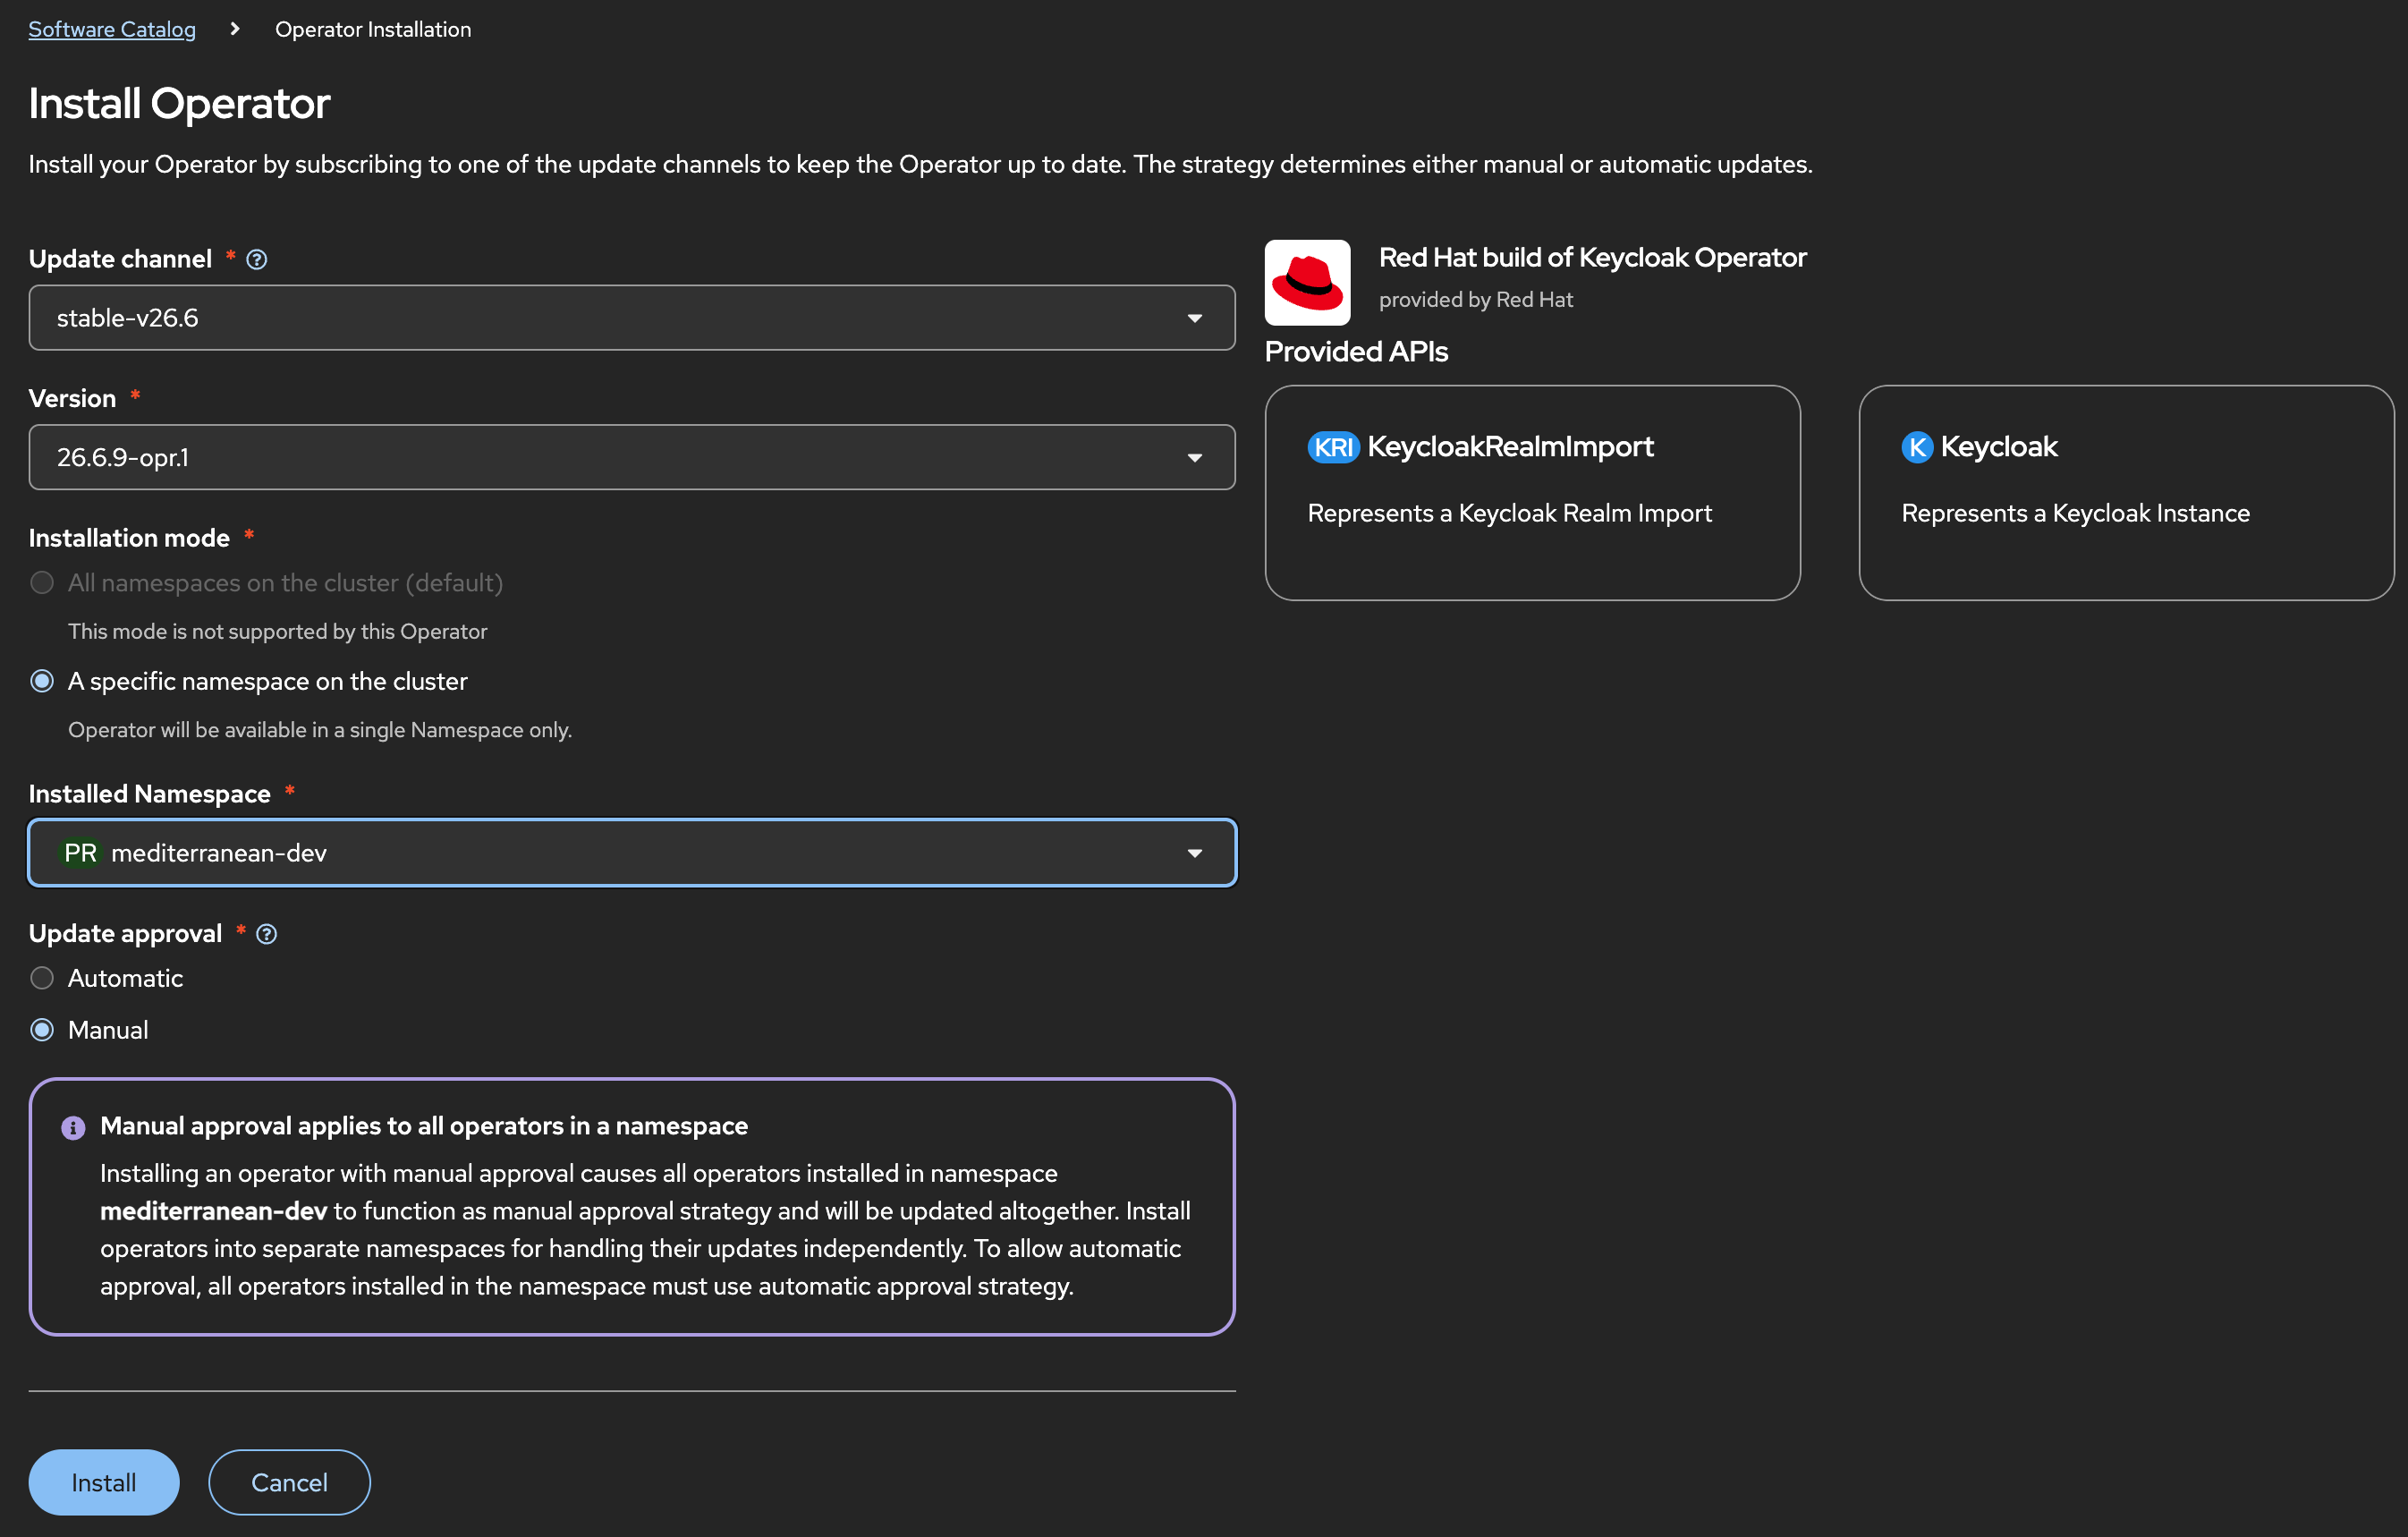 Software Catalog > Operator Installation
Install Operator
Install your Operator by subscribing to one of the update channels to keep the Operator up to date. The strategy determines either manual or automatic updates.
Update channel *
stable-v26.6
Version *
26.6.9-opr.1
Installation mode *
All namespaces on the cluster (default)
This mode is not supported by this Operator
A specific namespace on the cluster
Operator will be available in a single Namespace only.
Installed Namespace *
PR mediterranean-dev
Update approval *
Automatic
Manual
Manual approval applies to all operators in a namespace
Installing an operator with manual approval causes all operators installed in namespace
mediterranean-dev to function as manual approval strategy and will be updated altogether. Install
operators into separate namespaces for handling their updates independently. To allow automatic
approval, all operators installed in the namespace must use automatic approval strategy.
Install
Cancel
Red Hat build of Keycloak Operator
provided by Red Hat
Provided APIs
KRI KeycloakRealmImport
Represents a Keycloak Realm Import
K Keycloak
Represents a Keycloak Instance